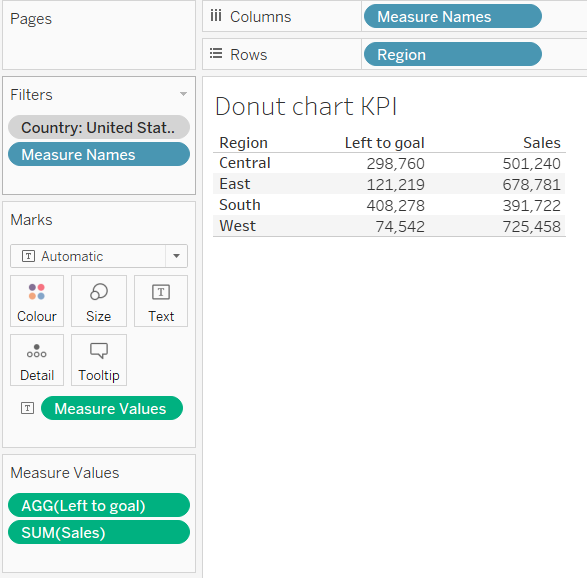 Pages
Columns Measure Names
Rows Region
Filters
Country: United Stat..
Measure Names
Marks
T Automatic
Colour Size T Text
Detail Tooltip
T Measure Values
Measure Values
AGG(Left to goal)
SUM(Sales)
Donut chart KPI
Region Left to goal Sales
Central 298,760 501,240
East 121,219 678,781
South 408,278 391,722
West 74,542 725,458